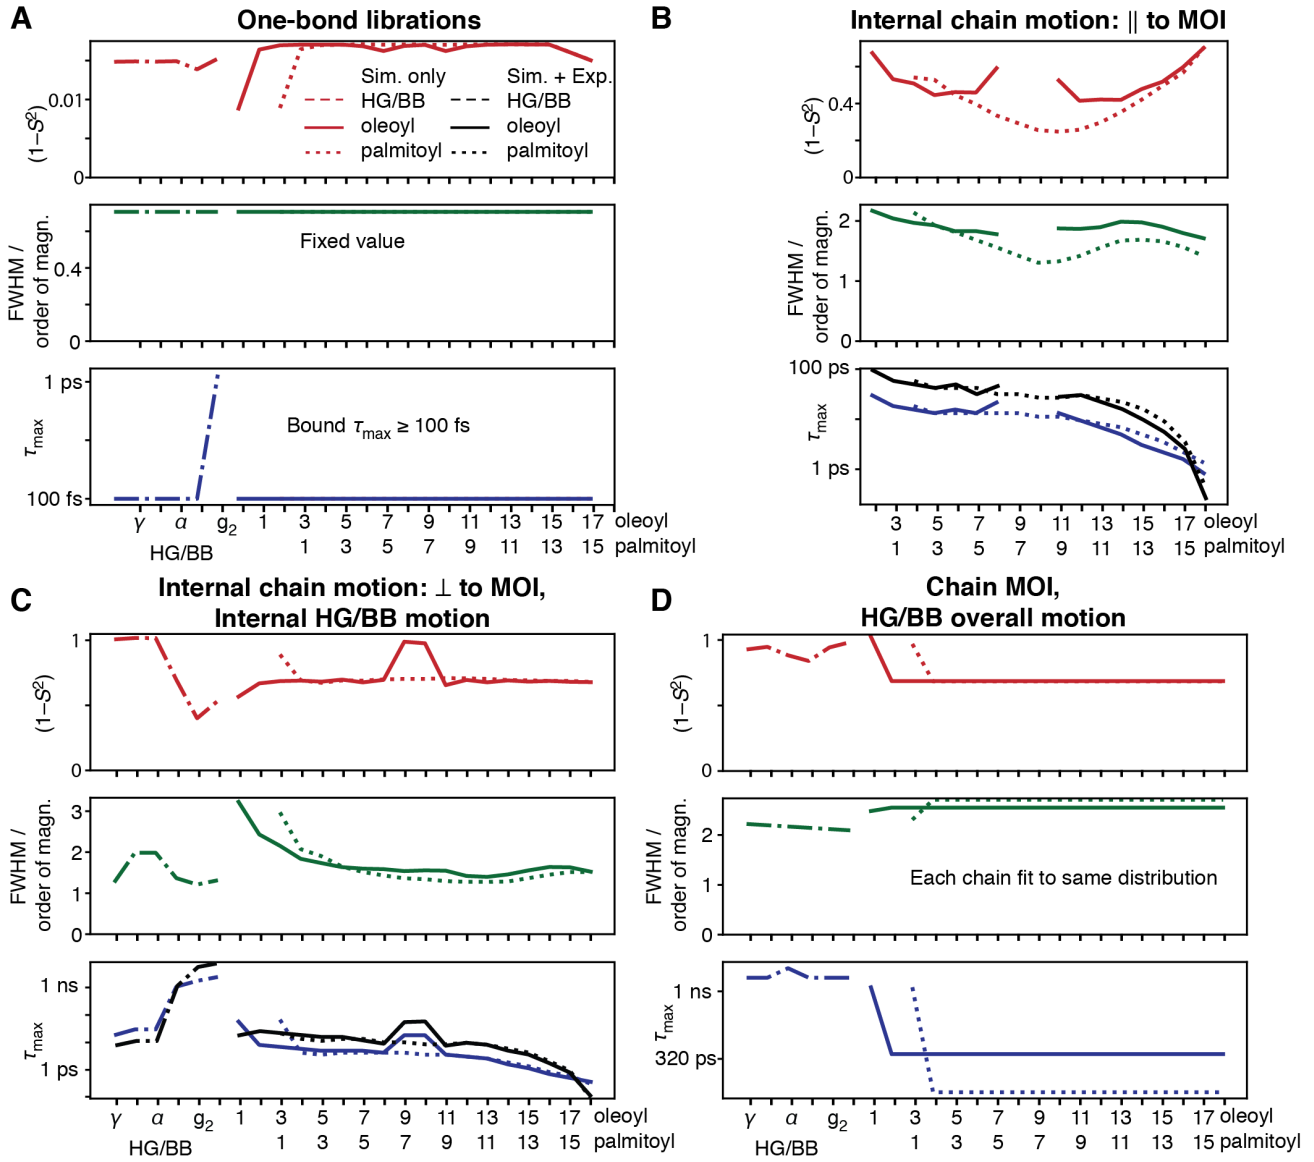 A
One-bond librations
(1–S²)
0.01
0
Sim. only
Sim. + Exp.
HG/BB
HG/BB
oleoyl
oleoyl
palmitoyl
palmitoyl
FWHM /
order of magn.
0.4
0
Fixed value
τmax
1 ps
100 fs
Bound τmax ≥ 100 fs
γ α g2 1 3 5 7 9 11 13 15 17 oleoyl
HG/BB 1 3 5 7 9 11 13 15 palmitoyl
B
Internal chain motion: || to MOI
(1–S²)
0.4
0
FWHM /
order of magn.
2
1
0
τmax
100 ps
1 ps
3 5 7 9 11 13 15 17 oleoyl
1 3 5 7 9 11 13 15 palmitoyl
C
Internal chain motion: ⊥ to MOI,
Internal HG/BB motion
(1–S²)
1
0
FWHM /
order of magn.
3
2
1
0
τmax
1 ns
1 ps
γ α g2 1 3 5 7 9 11 13 15 17 oleoyl
HG/BB 1 3 5 7 9 11 13 15 palmitoyl
D
Chain MOI,
HG/BB overall motion
(1–S²)
1
0
FWHM /
order of magn.
2
1
0
Each chain fit to same distribution
τmax
1 ns
320 ps
γ α g2 1 3 5 7 9 11 13 15 17 oleoyl
HG/BB 1 3 5 7 9 11 13 15 palmitoyl